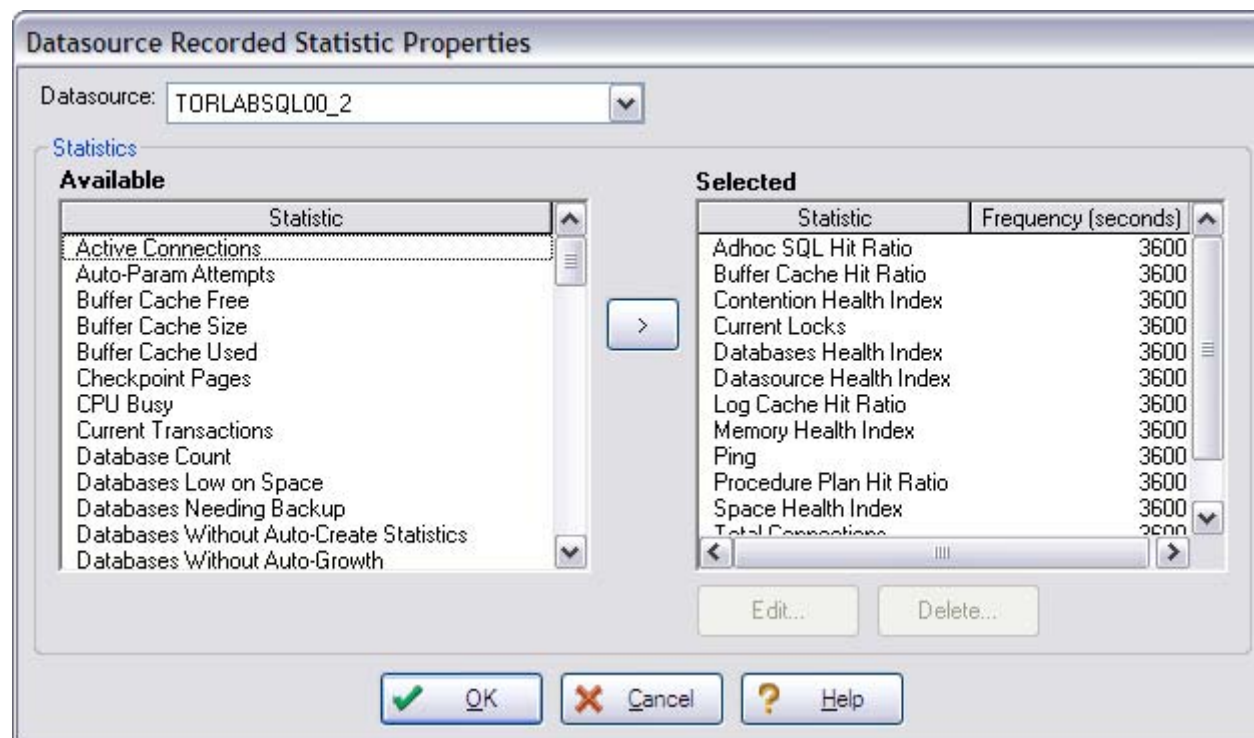 Datasource Recorded Statistic Properties
Datasource: TORLABSQL00_2
Statistics
Available
Statistic
Active Connections
Auto-Param Attempts
Buffer Cache Free
Buffer Cache Size
Buffer Cache Used
Checkpoint Pages
CPU Busy
Current Transactions
Database Count
Databases Low on Space
Databases Needing Backup
Databases Without Auto-Create Statistics
Databases Without Auto-Growth
>
Selected
Statistic Frequency (seconds)
Adhoc SQL Hit Ratio 3600
Buffer Cache Hit Ratio 3600
Contention Health Index 3600
Current Locks 3600
Databases Health Index 3600
Datasource Health Index 3600
Log Cache Hit Ratio 3600
Memory Health Index 3600
Ping 3600
Procedure Plan Hit Ratio 3600
Space Health Index 3600
Total Connections 3600
Edit... Delete...
OK Cancel Help